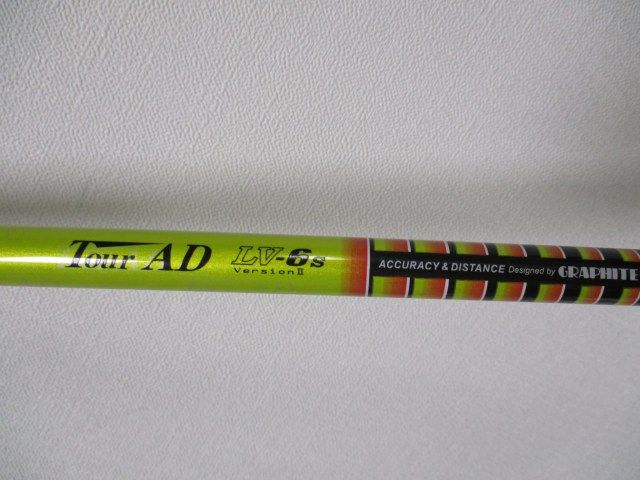 Tour AD LV-6s
Version II
ACCURACY & DISTANCE Designed by GRAPHITE